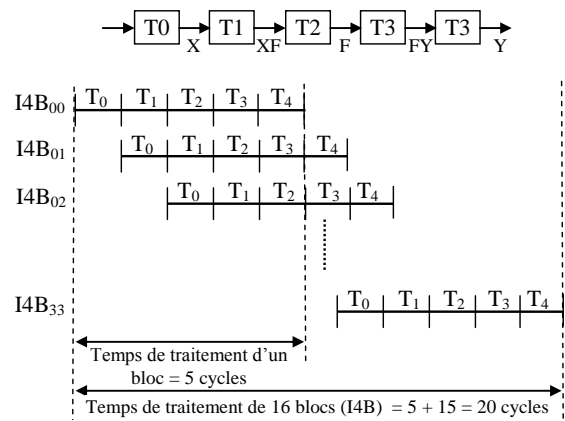 T0 T1 T2 T3 T3
X XF F FY Y
I4B₀₀ T₀ T₁ T₂ T₃ T₄
I4B₀₁ T₀ T₁ T₂ T₃ T₄
I4B₀₂ T₀ T₁ T₂ T₃ T₄
I4B₃₃ T₀ T₁ T₂ T₃ T₄
Temps de traitement d’un
bloc = 5 cycles
Temps de traitement de 16 blocs (I4B) = 5 + 15 = 20 cycles